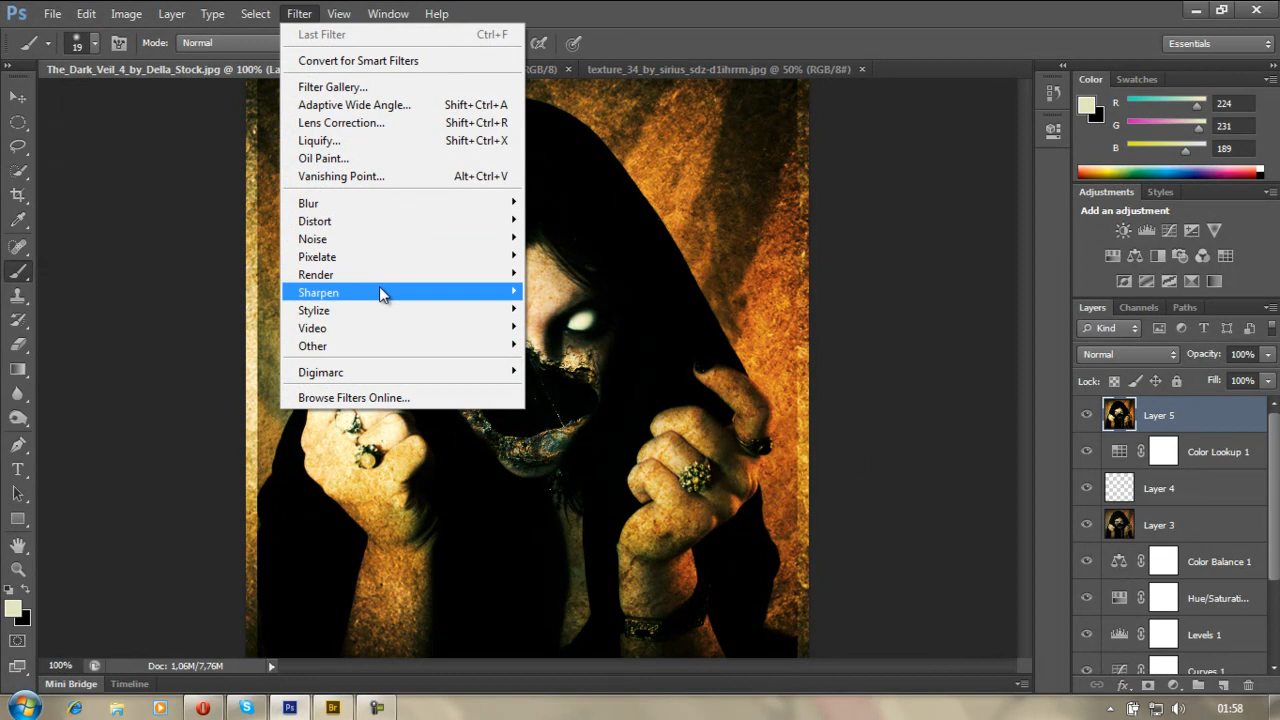 Ps File Edit Image Layer Type Select Filter View Window Help
19 Mode: Normal Essentials
The_Dark_Veil_4_by_Della_Stock.jpg @ 100% (La RGB/8) × texture_34_by_sirius_sdz-d1ihrrm.jpg @ 50% (RGB/8#) ×
Last Filter Ctrl+F
Convert for Smart Filters
Filter Gallery...
Adaptive Wide Angle... Shift+Ctrl+A
Lens Correction... Shift+Ctrl+R
Liquify... Shift+Ctrl+X
Oil Paint...
Vanishing Point... Alt+Ctrl+V
Blur
Distort
Noise
Pixelate
Render
Sharpen
Stylize
Video
Other
Digimarc
Browse Filters Online...
Color Swatches
R 224
G 231
B 189
Adjustments Styles
Add an adjustment
Layers Channels Paths
Kind
Normal Opacity: 100%
Lock: Fill: 100%
Layer 5
Color Lookup 1
Layer 4
Layer 3
Color Balance 1
Hue/Saturati...
Levels 1
Curves 1
100% Doc: 1,06M/7,76M
Mini Bridge Timeline
Ps Br 01:58